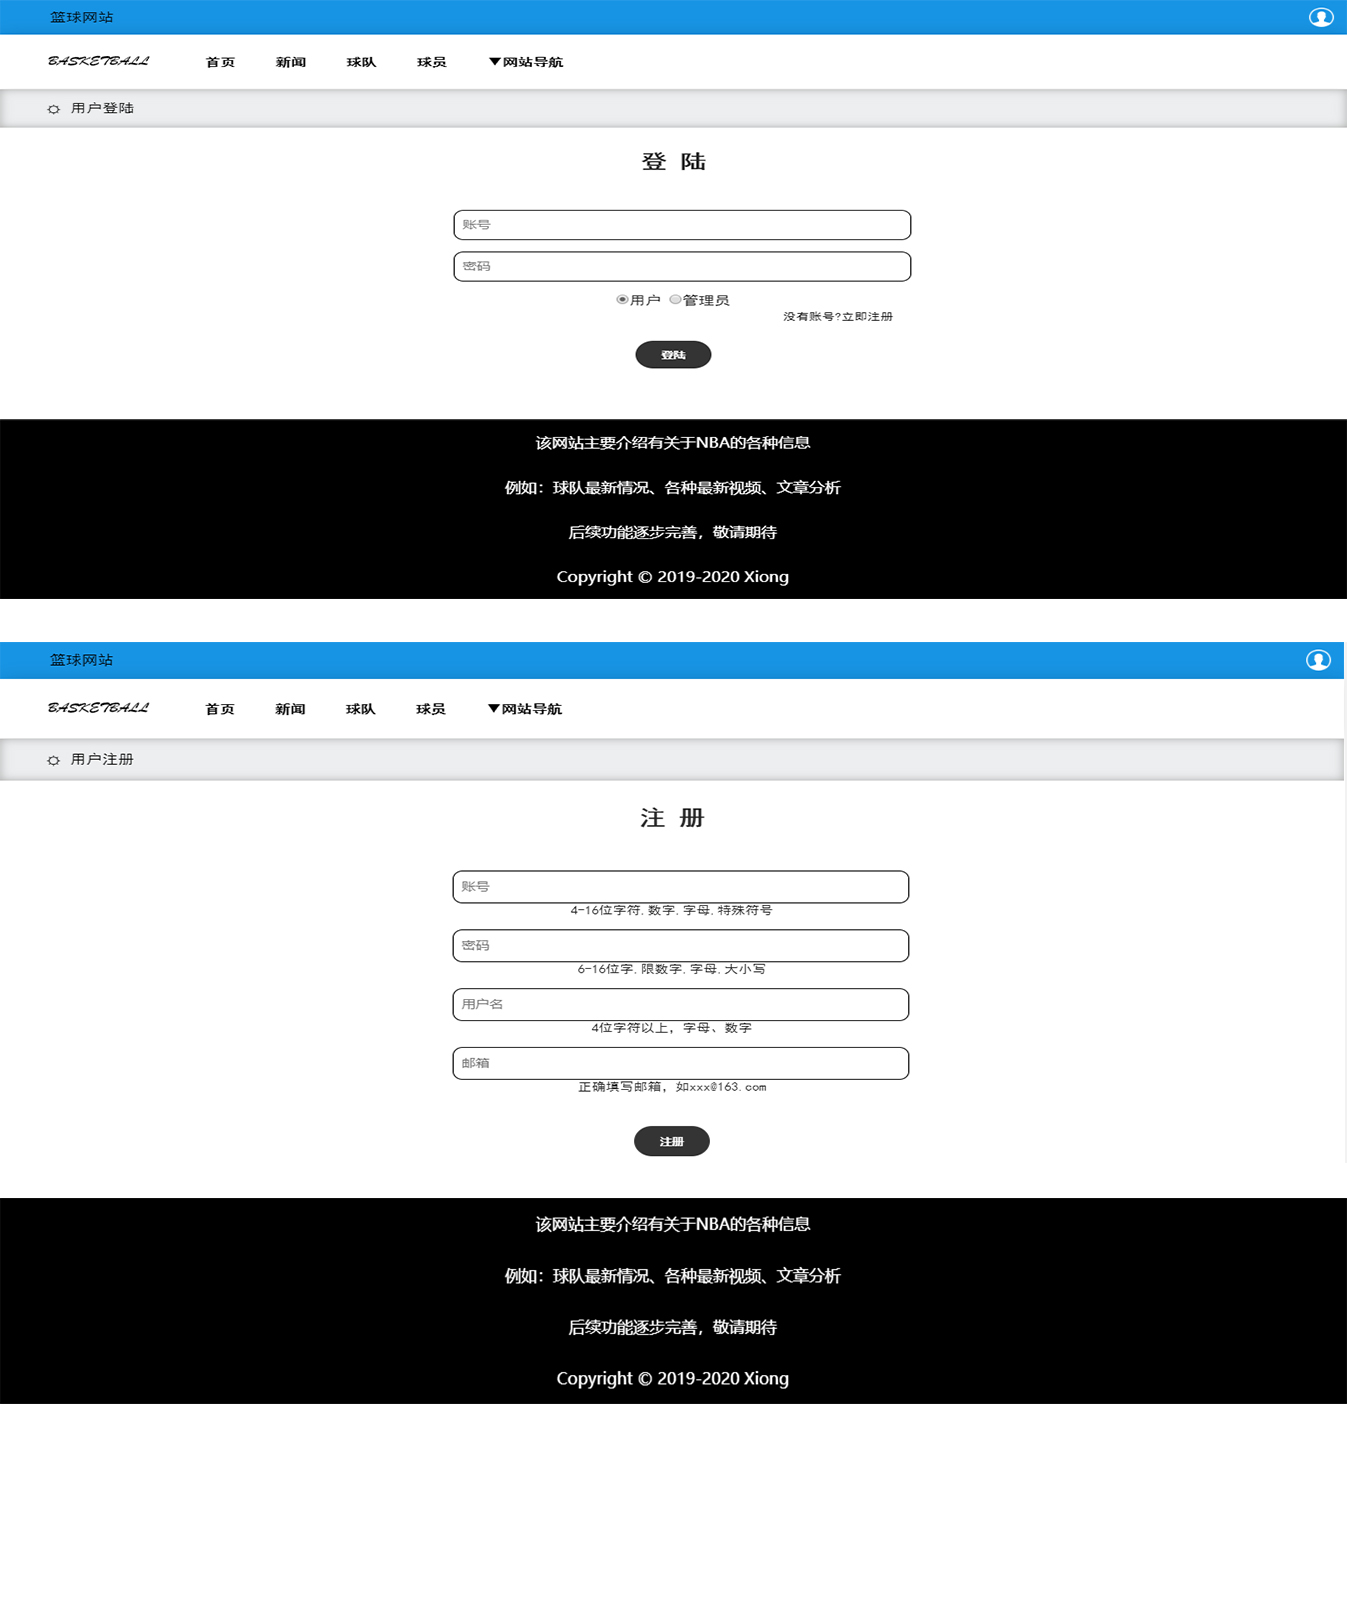 篮球网站
BASKETBALL 首页 新闻 球队 球员 ▼网站导航
用户登陆
登 陆
账号
密码
用户 管理员
没有账号?立即注册
登陆
该网站主要介绍有关于NBA的各种信息
例如：球队最新情况、各种最新视频、文章分析
后续功能逐步完善，敬请期待
Copyright © 2019-2020 Xiong
篮球网站
BASKETBALL 首页 新闻 球队 球员 ▼网站导航
用户注册
注 册
账号
4-16位字符,数字,字母,特殊符号
密码
6-16位字,限数字,字母,大小写
用户名
4位字符以上，字母、数字
邮箱
正确填写邮箱，如xxx@163.com
注册
该网站主要介绍有关于NBA的各种信息
例如：球队最新情况、各种最新视频、文章分析
后续功能逐步完善，敬请期待
Copyright © 2019-2020 Xiong